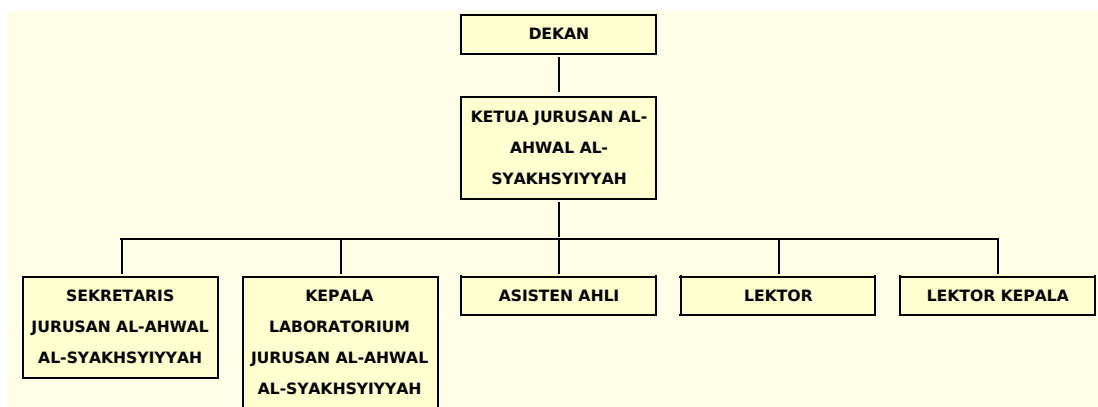 DEKAN
KETUA JURUSAN AL-
AHWAL AL-
SYAKHSYIYYAH
SEKRETARIS
JURUSAN AL-AHWAL
AL-SYAKHSYIYYAH
KEPALA
LABORATORIUM
JURUSAN AL-AHWAL
AL-SYAKHSYIYYAH
ASISTEN AHLI
LEKTOR
LEKTOR KEPALA